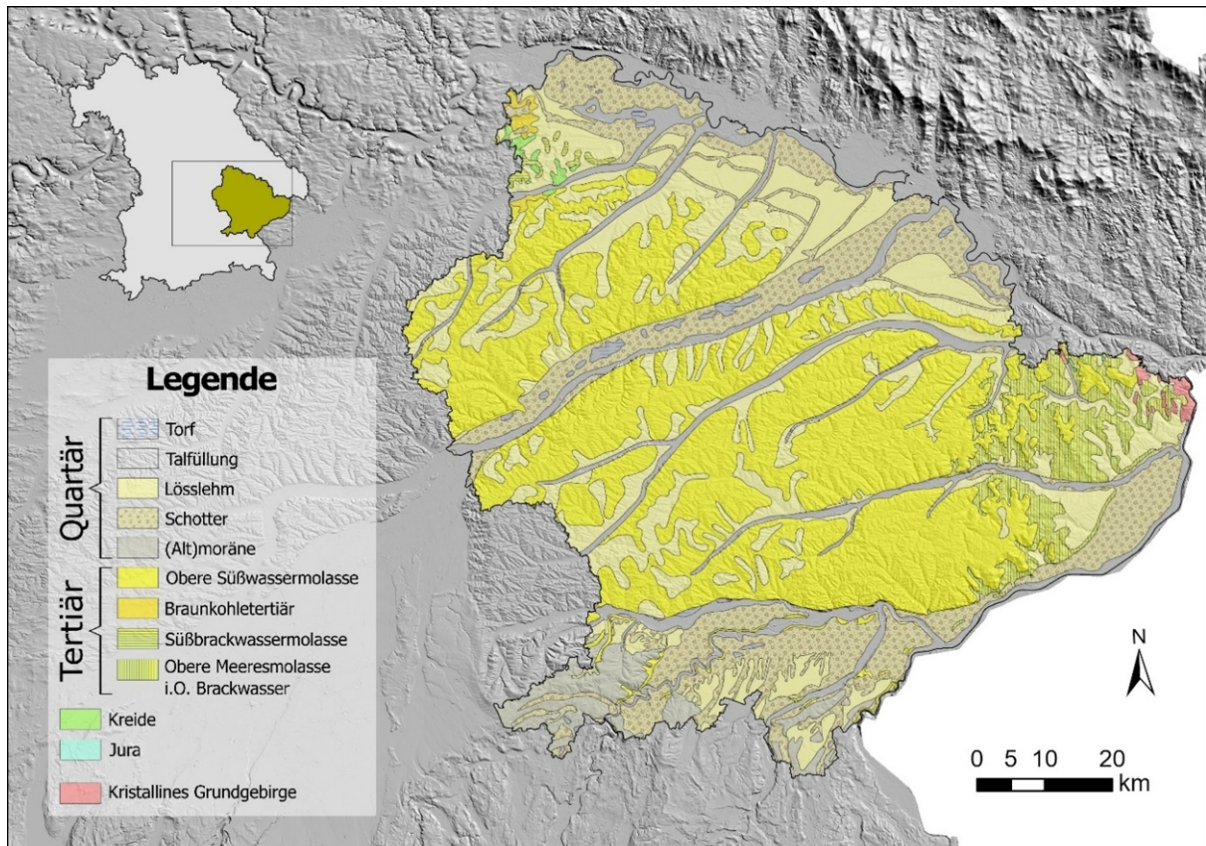 Legende
Quartär
Torf
Talfüllung
Lösslehm
Schotter
(Alt)moräne
Tertiär
Obere Süßwassermolasse
Braunkohletertiär
Süßbrackwassermolasse
Obere Meeresmolasse
i.O. Brackwasser
Kreide
Jura
Kristallines Grundgebirge
N
0 5 10 20
km